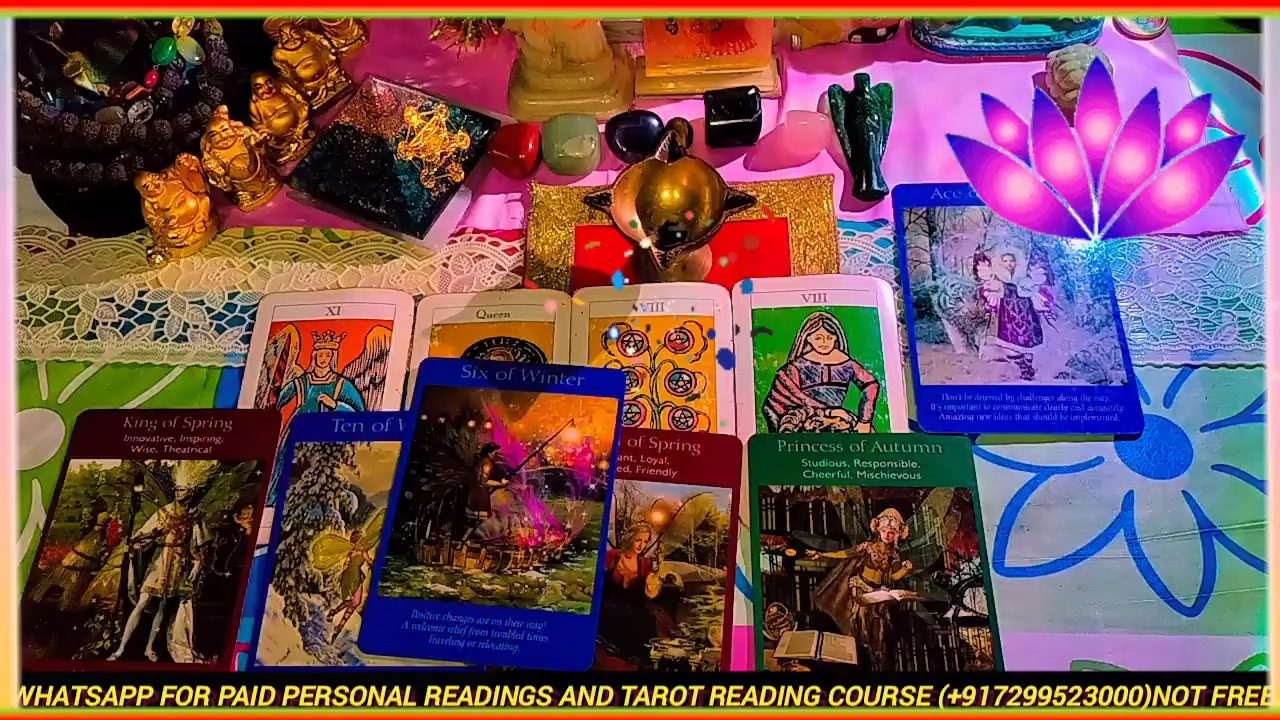 Ace
XI
Queen
VIII
VIII
Six of Winter
Don't be deterred by challenges along the way.
It's important to communicate clearly and accurately.
Amazing new ideas that should be implemented.
King of Spring
Innovative, Inspiring,
Wise, Theatrical
Ten of
of Spring
Friendly
Princess of Autumn
Studious, Responsible,
Cheerful, Mischievous
Positive changes are on their way!
A welcome relief from troubled times.
Traveling or relocating.
WHATSAPP FOR PAID PERSONAL READINGS AND TAROT READING COURSE (+917299523000)NOT FREE